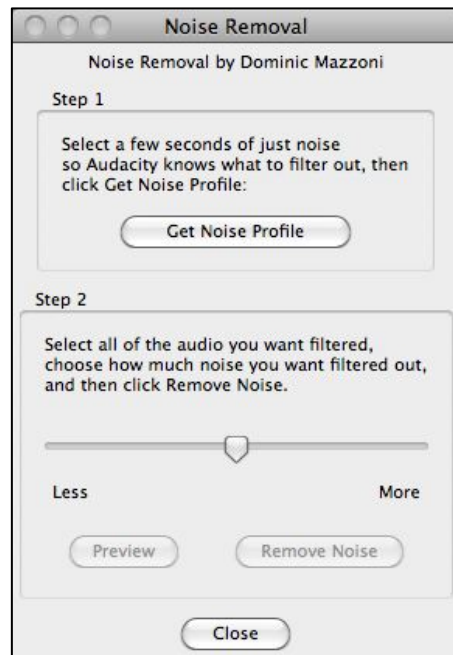 Noise Removal
Noise Removal by Dominic Mazzoni
Step 1
Select a few seconds of just noise
so Audacity knows what to filter out, then
click Get Noise Profile:
Get Noise Profile
Step 2
Select all of the audio you want filtered,
choose how much noise you want filtered out,
and then click Remove Noise.
Less More
Preview Remove Noise
Close